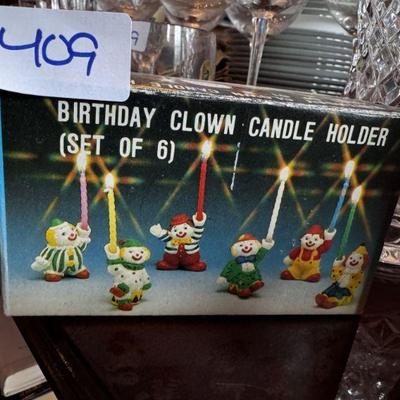 409
BIRTHDAY CLOWN CANDLE HOLDER
(SET OF 6)